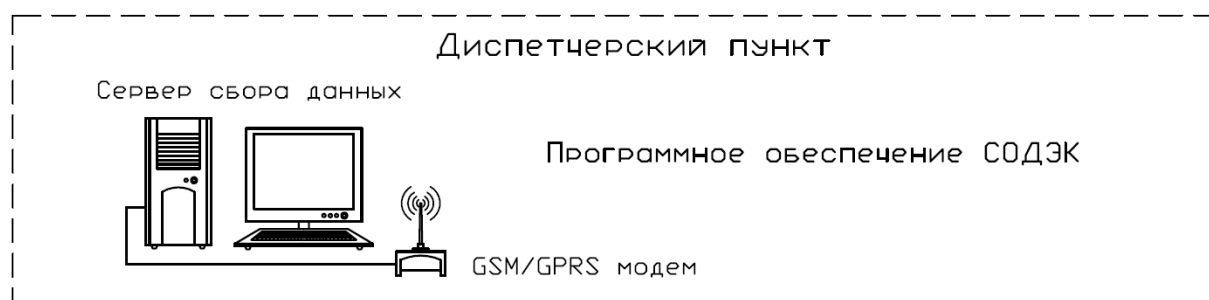 Диспетчерский пункт
Сервер сбора данных
Программное обеспечение СОДЭК
GSM/GPRS модем